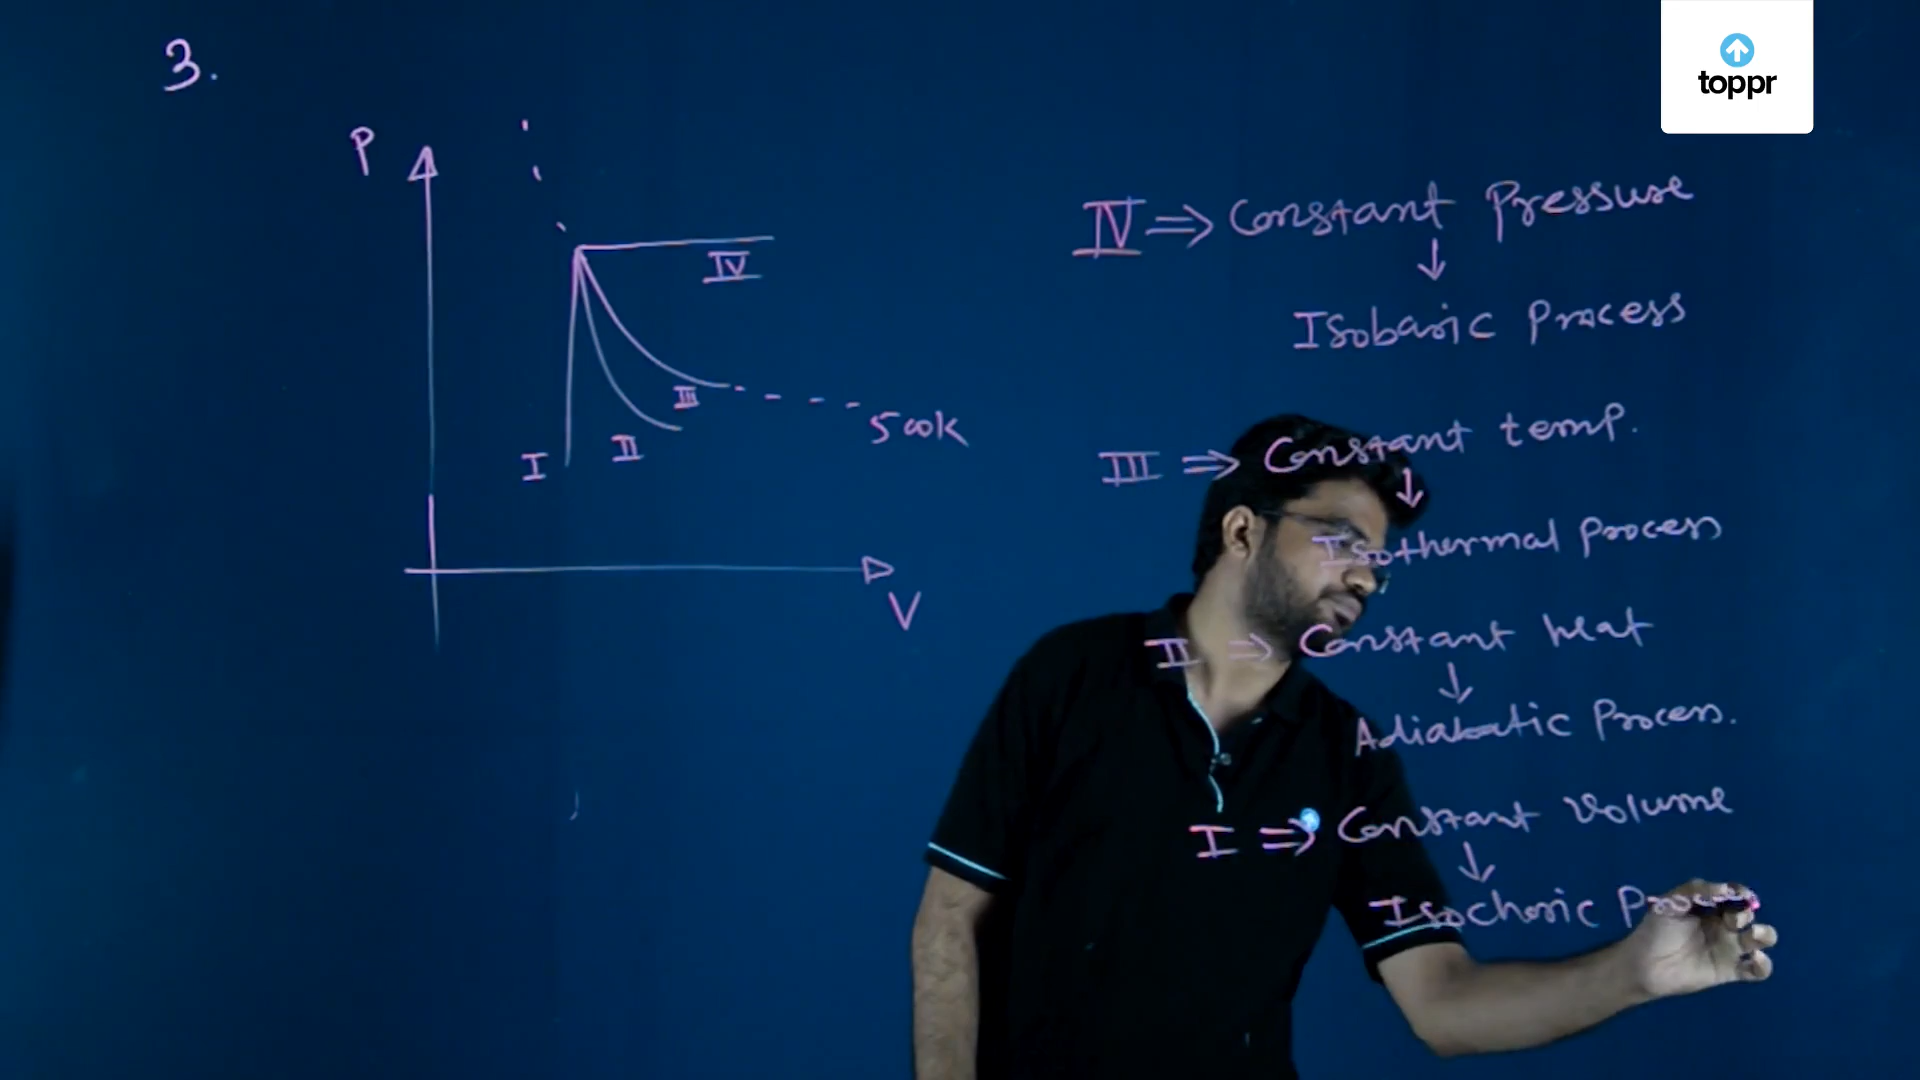 3.
toppr
P
IV
III
500K
II
I
V
IV ⇒ Constant Pressure
↓
Isobaric Process
III ⇒ Constant temp.
↓
Isothermal Process
II ⇒ Constant heat
↓
Adiabatic Process.
I ⇒ Constant Volume
↓
Isochoric Process